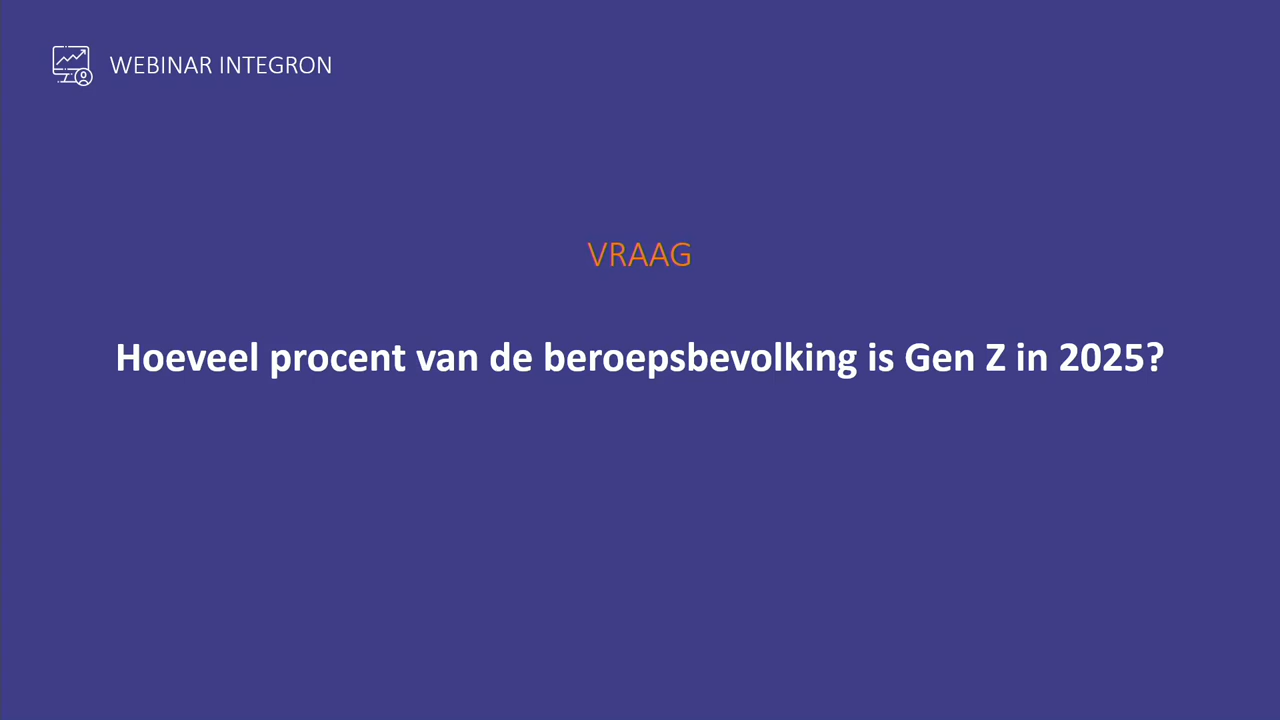 WEBINAR INTEGRON
VRAAG
Hoeveel procent van de beroepsbevolking is Gen Z in 2025?